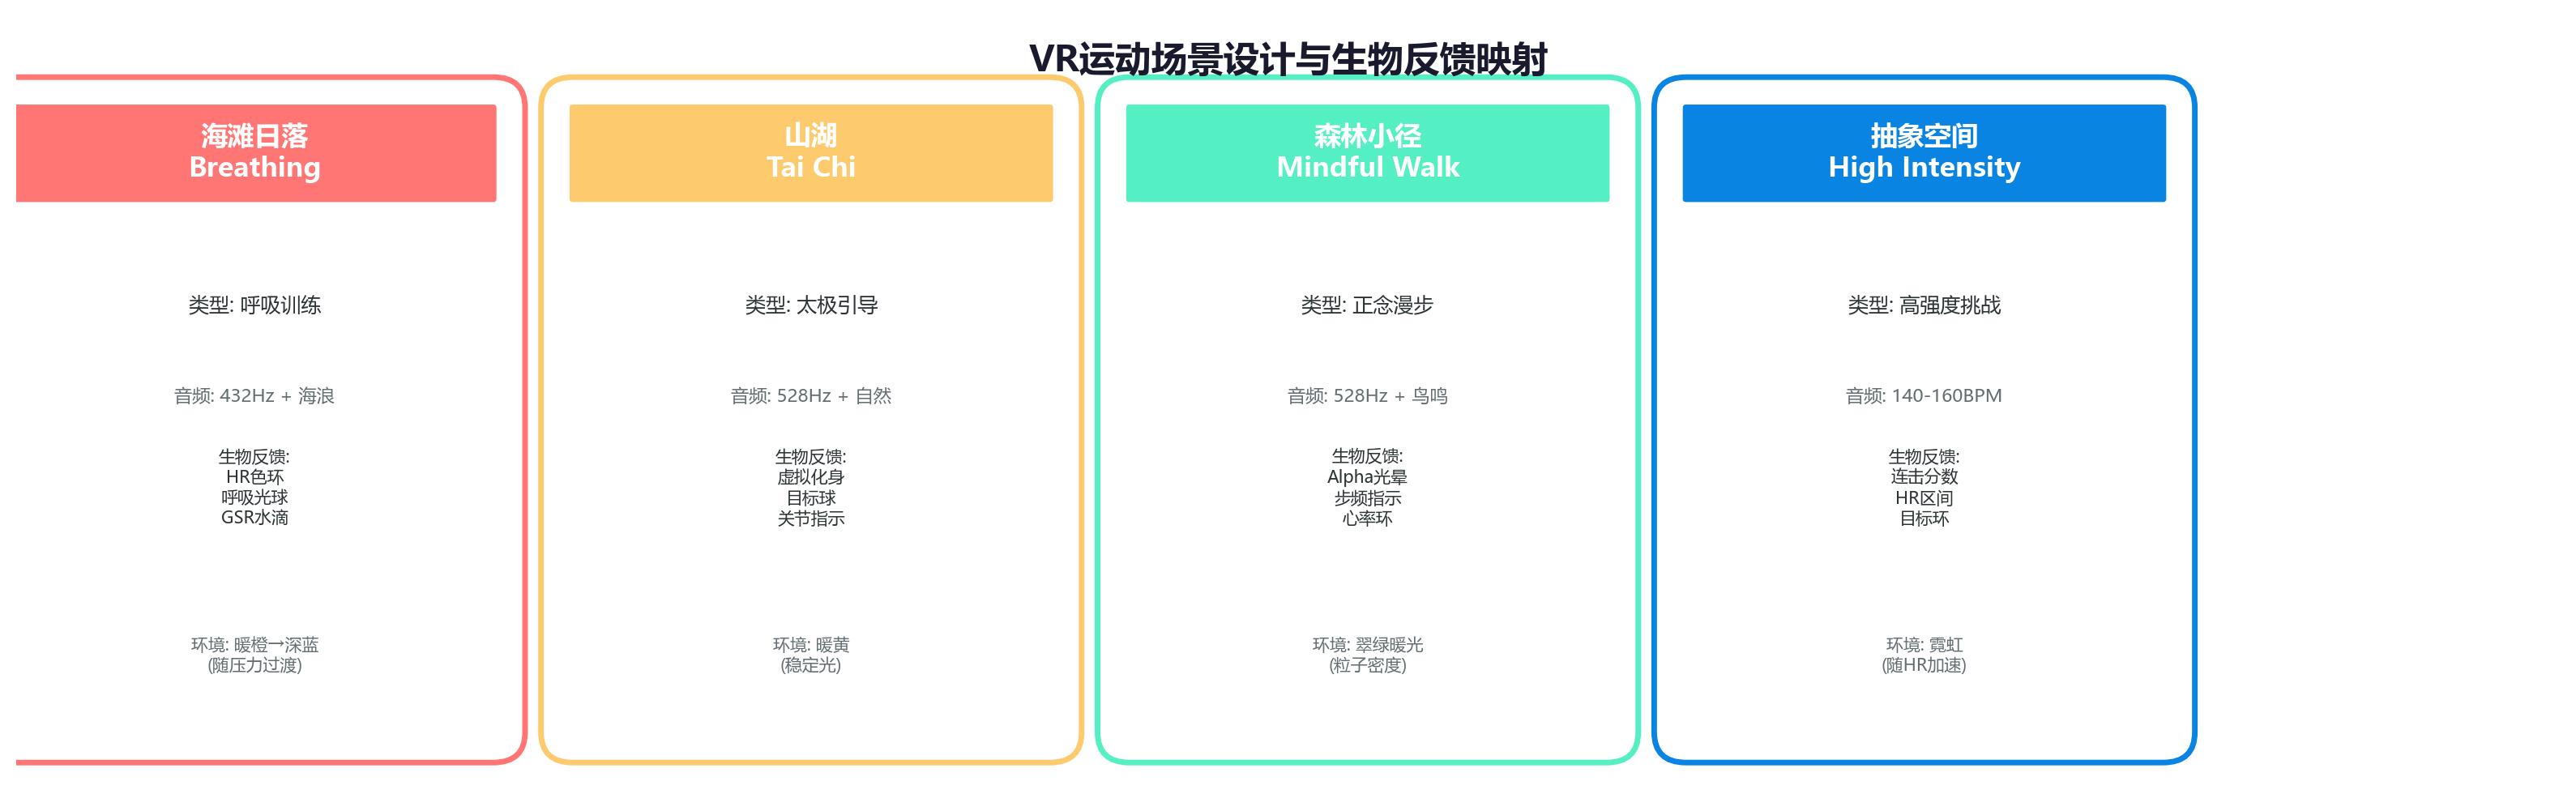 VR运动场景设计与生物反馈映射
海滩日落
Breathing
类型: 呼吸训练
音频: 432Hz + 海浪
生物反馈:
HR色环
呼吸光球
GSR水滴
环境: 暖橙→深蓝
(随压力过渡)
山湖
Tai Chi
类型: 太极引导
音频: 528Hz + 自然
生物反馈:
虚拟化身
目标球
关节指示
环境: 暖黄
(稳定光)
森林小径
Mindful Walk
类型: 正念漫步
音频: 528Hz + 鸟鸣
生物反馈:
Alpha光晕
步频指示
心率环
环境: 翠绿暖光
(粒子密度)
抽象空间
High Intensity
类型: 高强度挑战
音频: 140-160BPM
生物反馈:
连击分数
HR区间
目标环
环境: 霓虹
(随HR加速)